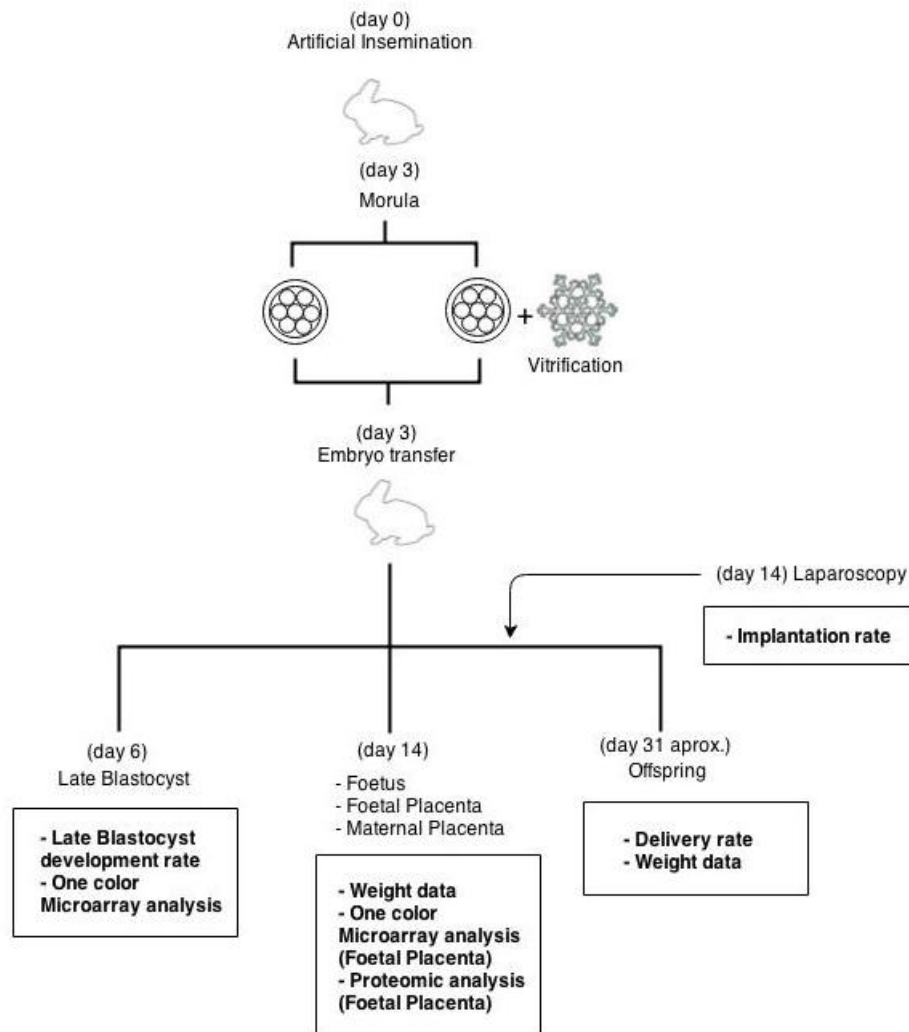 (day 0)
Artificial Insemination
(day 3)
Morula
+
Vitrification
(day 3)
Embryo transfer
(day 14) Laparoscopy
- Implantation rate
(day 6)
Late Blastocyst
- Late Blastocyst
development rate
- One color
Microarray analysis
(day 14)
- Foetus
- Foetal Placenta
- Maternal Placenta
- Weight data
- One color
Microarray analysis
(Foetal Placenta)
- Proteomic analysis
(Foetal Placenta)
(day 31 aprox.)
Offspring
- Delivery rate
- Weight data